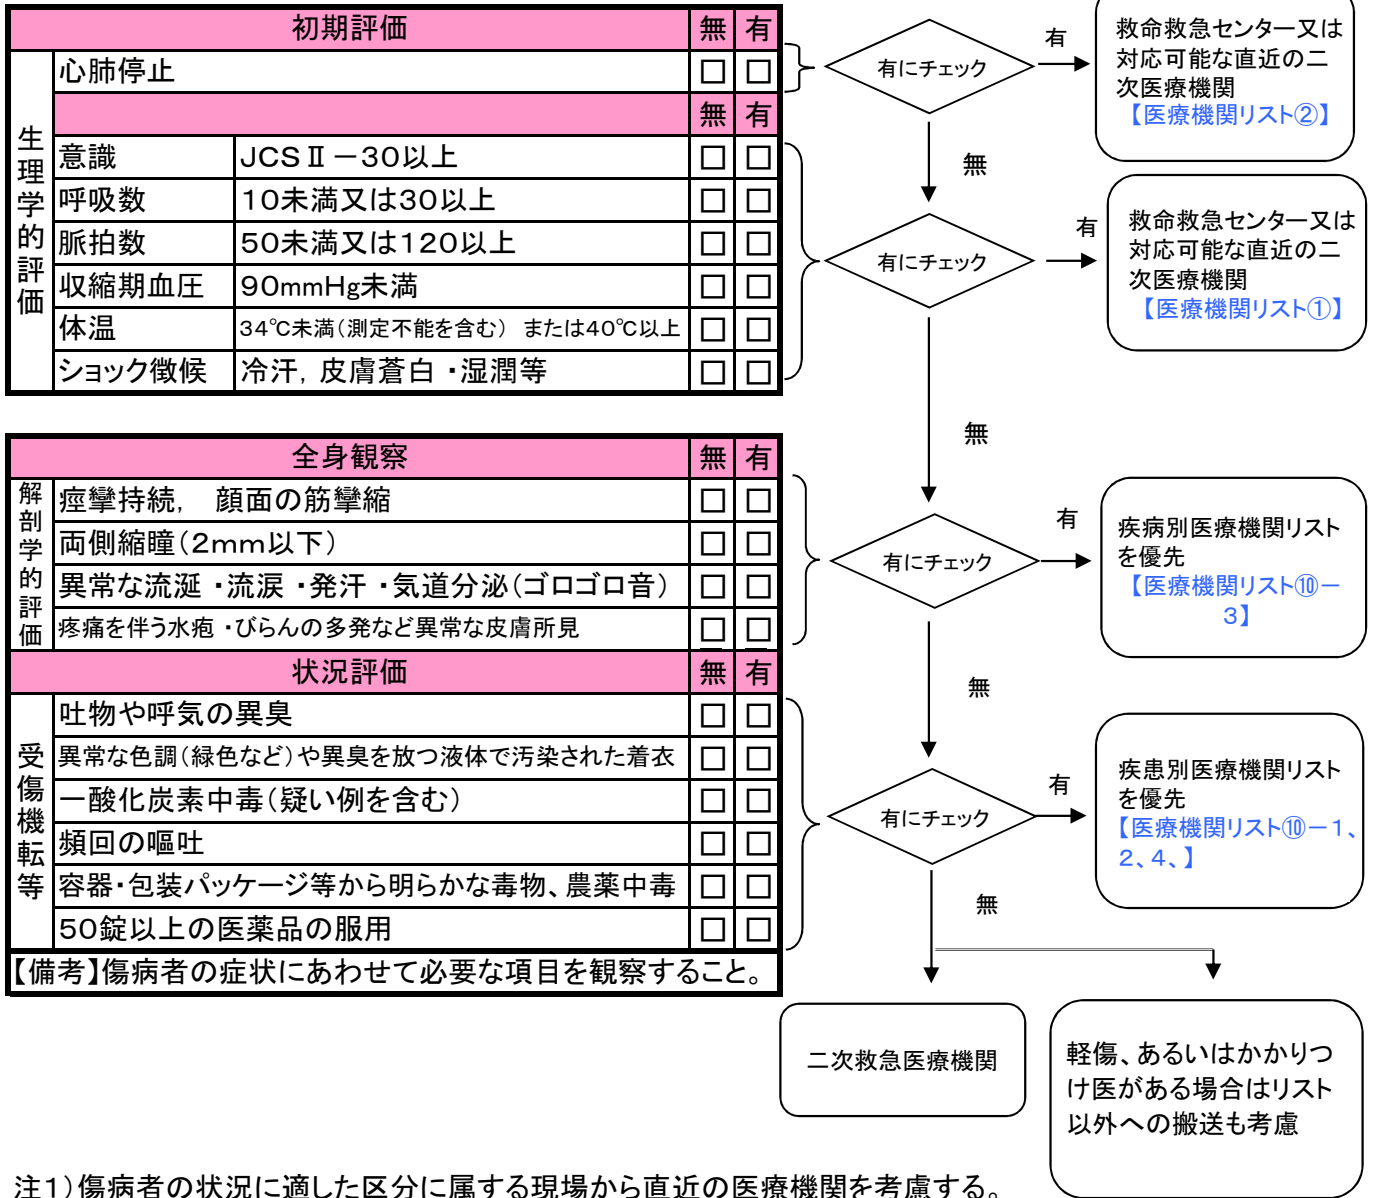 初期評価 無 有
生理学的評価
心肺停止 □ □
無 有
意識 JCSⅡ－30以上 □ □
呼吸数 10未満又は30以上 □ □
脈拍数 50未満又は120以上 □ □
収縮期血圧 90mmHg未満 □ □
体温 34℃未満（測定不能を含む） または40℃以上 □ □
ショック徴候 冷汗，皮膚蒼白・湿潤等 □ □
全身観察 無 有
解剖学的評価
痙攣持続， 顔面の筋攣縮 □ □
両側縮瞳（2mm以下） □ □
異常な流涎・流涙・発汗・気道分泌（ゴロゴロ音） □ □
疼痛を伴う水疱・びらんの多発など異常な皮膚所見 □ □
状況評価 無 有
受傷機転等
吐物や呼気の異臭 □ □
異常な色調（緑色など）や異臭を放つ液体で汚染された着衣 □ □
一酸化炭素中毒（疑い例を含む） □ □
頻回の嘔吐 □ □
容器・包装パッケージ等から明らかな毒物、農薬中毒 □ □
50錠以上の医薬品の服用 □ □
【備考】傷病者の症状にあわせて必要な項目を観察すること。
有にチェック
有
救命救急センター又は
対応可能な直近の二
次医療機関
【医療機関リスト②】
無
有にチェック
有
救命救急センター又は
対応可能な直近の二
次医療機関
【医療機関リスト①】
無
有にチェック
有
疾病別医療機関リスト
を優先
【医療機関リスト⑩－
3】
無
有にチェック
有
疾患別医療機関リスト
を優先
【医療機関リスト⑩－1、
2、4、】
無
二次救急医療機関
軽傷、あるいはかかりつ
け医がある場合はリスト
以外への搬送も考慮
注1）傷病者の状況に適した区分に属する現場から直近の医療機関を考慮する。